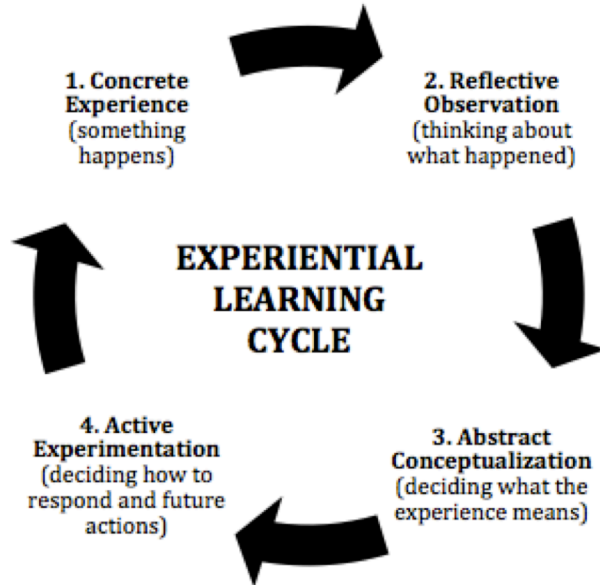 1. Concrete
Experience
(something
happens)
2. Reflective
Observation
(thinking about
what happened)
EXPERIENTIAL
LEARNING
CYCLE
3. Abstract
Conceptualization
(deciding what the
experience means)
4. Active
Experimentation
(deciding how to
respond and future
actions)